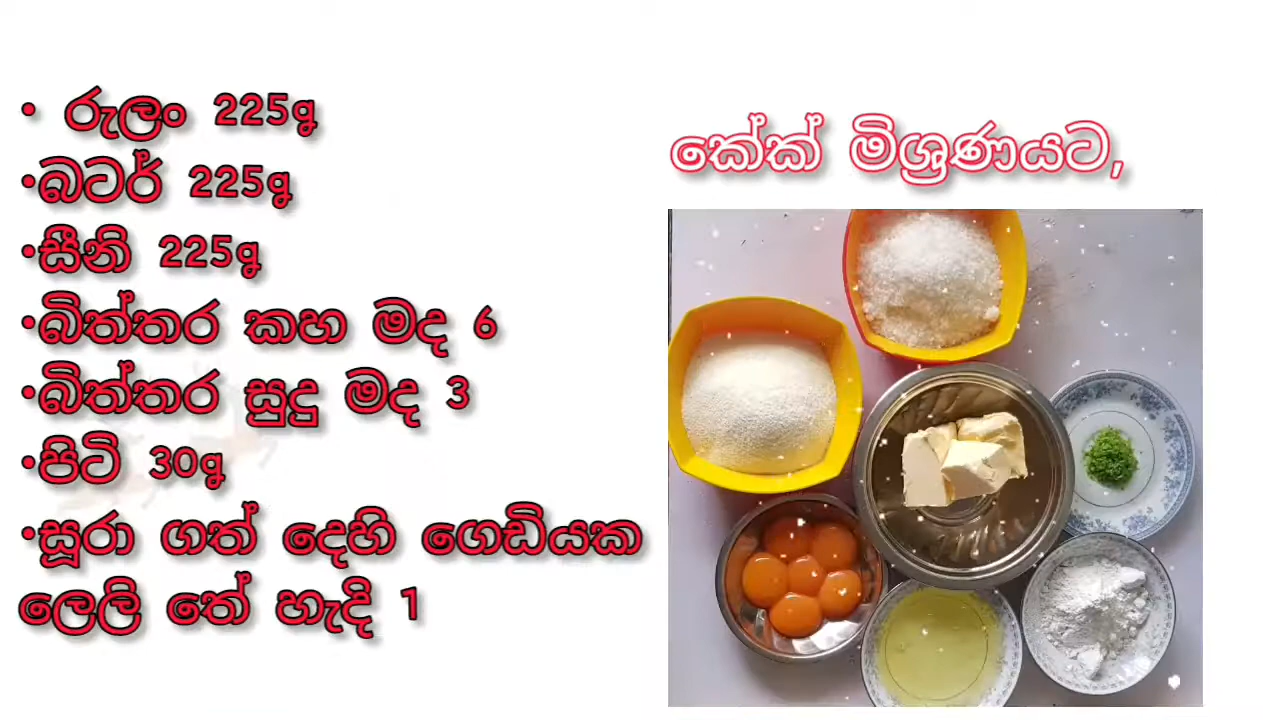 • රුලං 225g
•බටර් 225g
•සීනි 225g
•බිත්තර කහ මද 6
•බිත්තර සුදු මද 3
•පිටි 30g
•සූරා ගත් දෙහි ගෙඩියක
ලෙලි තේ හැදි 1
කේක් මිශ්‍රණයට,